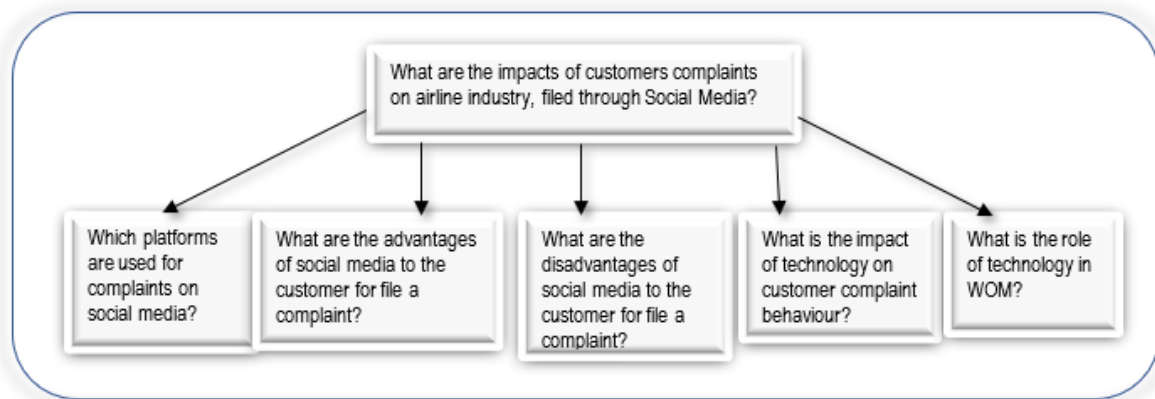 What are the impacts of customers complaints
on airline industry, filed through Social Media?
Which platforms
are used for
complaints on
social media?
What are the advantages
of social media to the
customer for file a
complaint?
What are the
disadvantages of
social media to the
customer for file a
complaint?
What is the impact
of technology on
customer complaint
behaviour?
What is the role
of technology in
WOM?